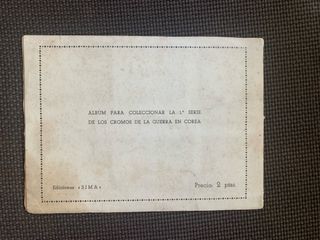 ALBUM PARA COLECCIONAR LA 1.ª SERIE
DE LOS CROMOS DE LA GUERRA EN COREA
Ediciones «SIMA»
Precio: 2 ptas.